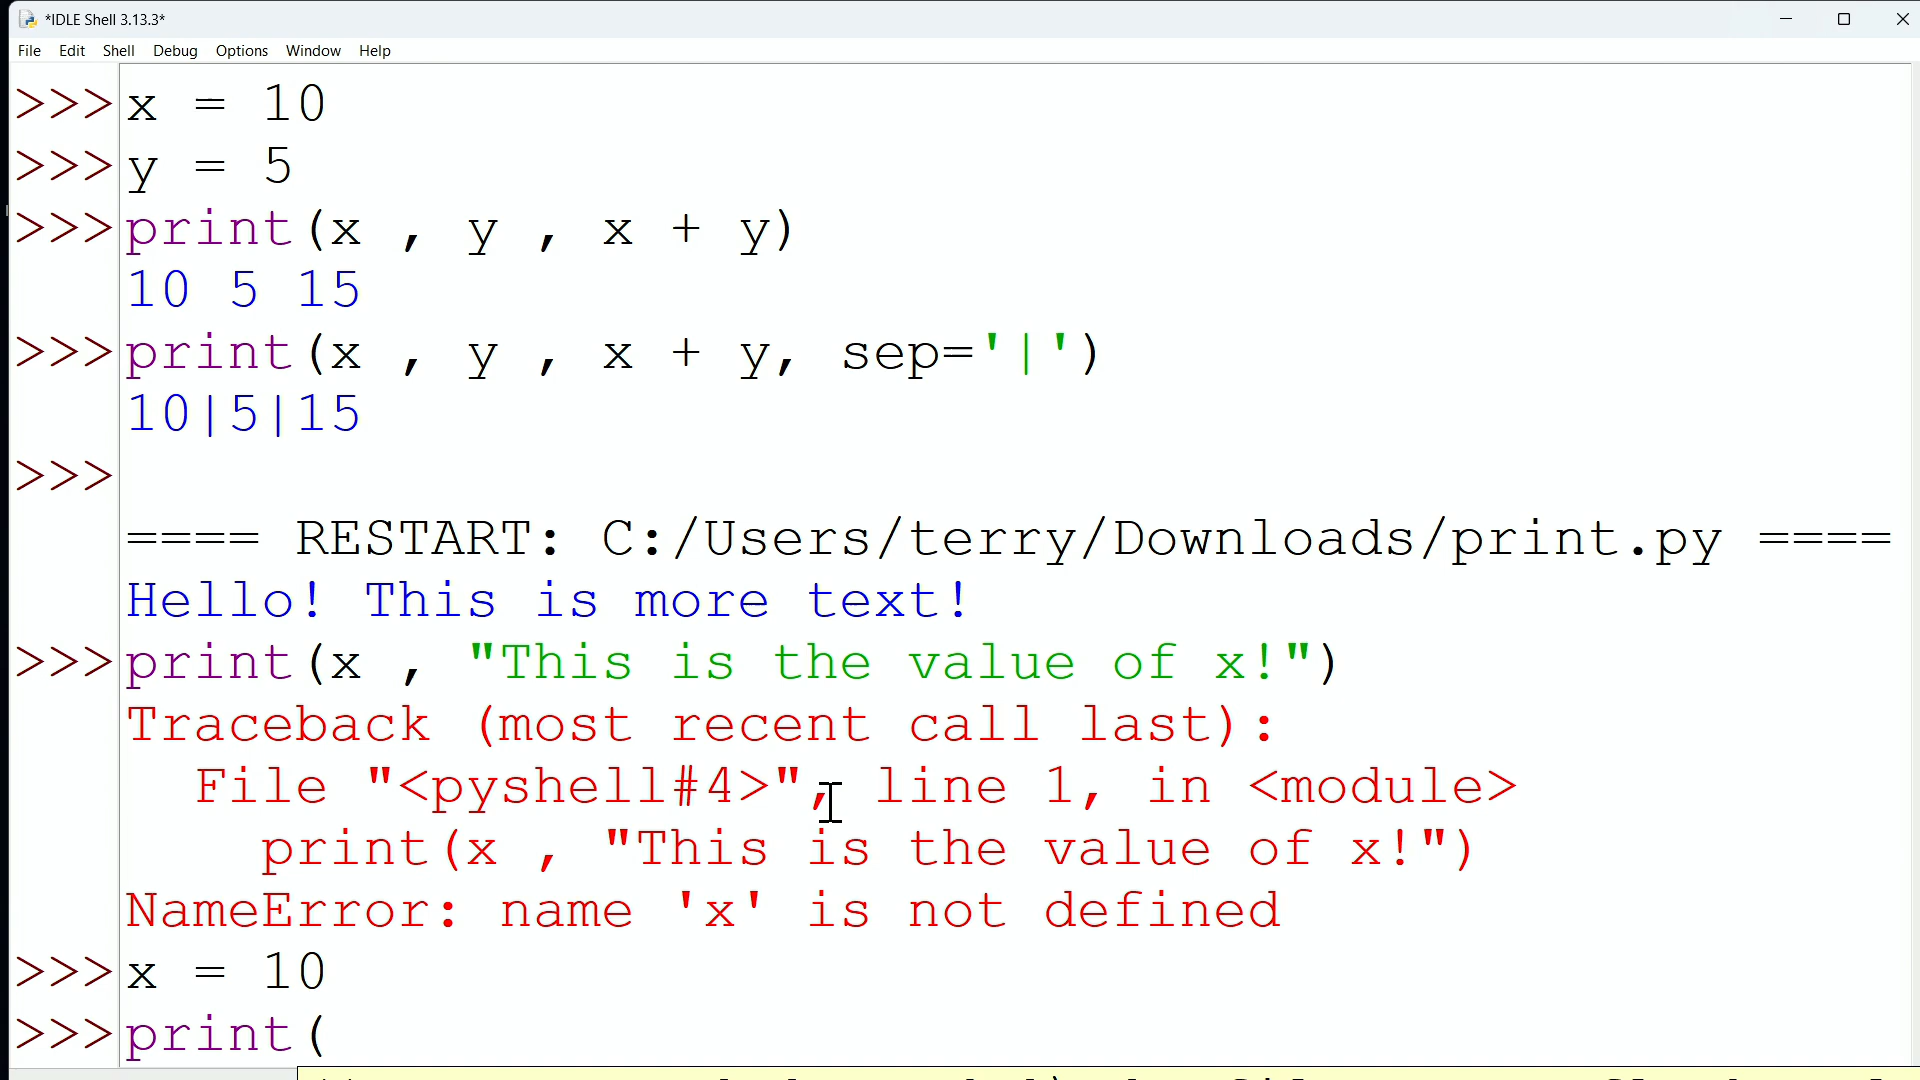 *IDLE Shell 3.13.3*
File Edit Shell Debug Options Window Help
>>> x = 10
>>> y = 5
>>> print(x , y , x + y)
10 5 15
>>> print(x , y , x + y, sep='|')
10|5|15
>>>
==== RESTART: C:/Users/terry/Downloads/print.py ====
Hello! This is more text!
>>> print(x , "This is the value of x!")
Traceback (most recent call last):
  File "<pyshell#4>", line 1, in <module>
    print(x , "This is the value of x!")
NameError: name 'x' is not defined
>>> x = 10
>>> print(